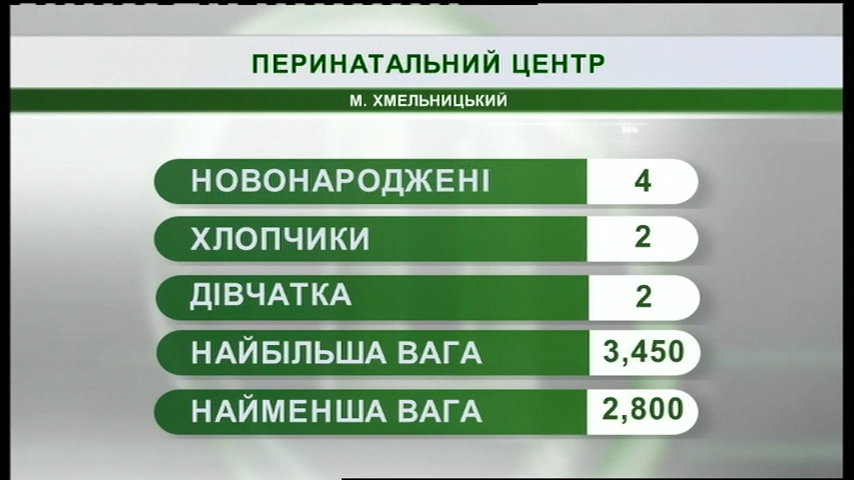 ПЕРИНАТАЛЬНИЙ ЦЕНТР
М. ХМЕЛЬНИЦЬКИЙ
НОВОНАРОДЖЕНІ 4
ХЛОПЧИКИ 2
ДІВЧАТКА 2
НАЙБІЛЬША ВАГА 3,450
НАЙМЕНША ВАГА 2,800